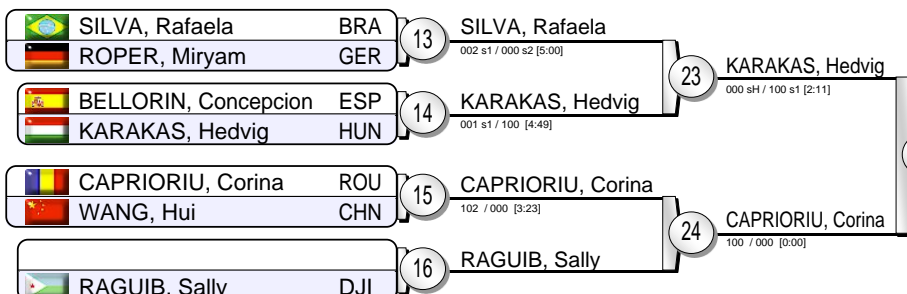 SILVA, Rafaela BRA
ROPER, Miryam GER
13
SILVA, Rafaela
002 s1 / 000 s2 [5:00]
BELLORIN, Concepcion ESP
KARAKAS, Hedvig HUN
14
KARAKAS, Hedvig
001 s1 / 100 [4:49]
23
KARAKAS, Hedvig
000 sH / 100 s1 [2:11]
CAPRIORIU, Corina ROU
WANG, Hui CHN
15
CAPRIORIU, Corina
102 / 000 [3:23]
RAGUIB, Sally DJI
16
RAGUIB, Sally
24
CAPRIORIU, Corina
100 / 000 [0:00]